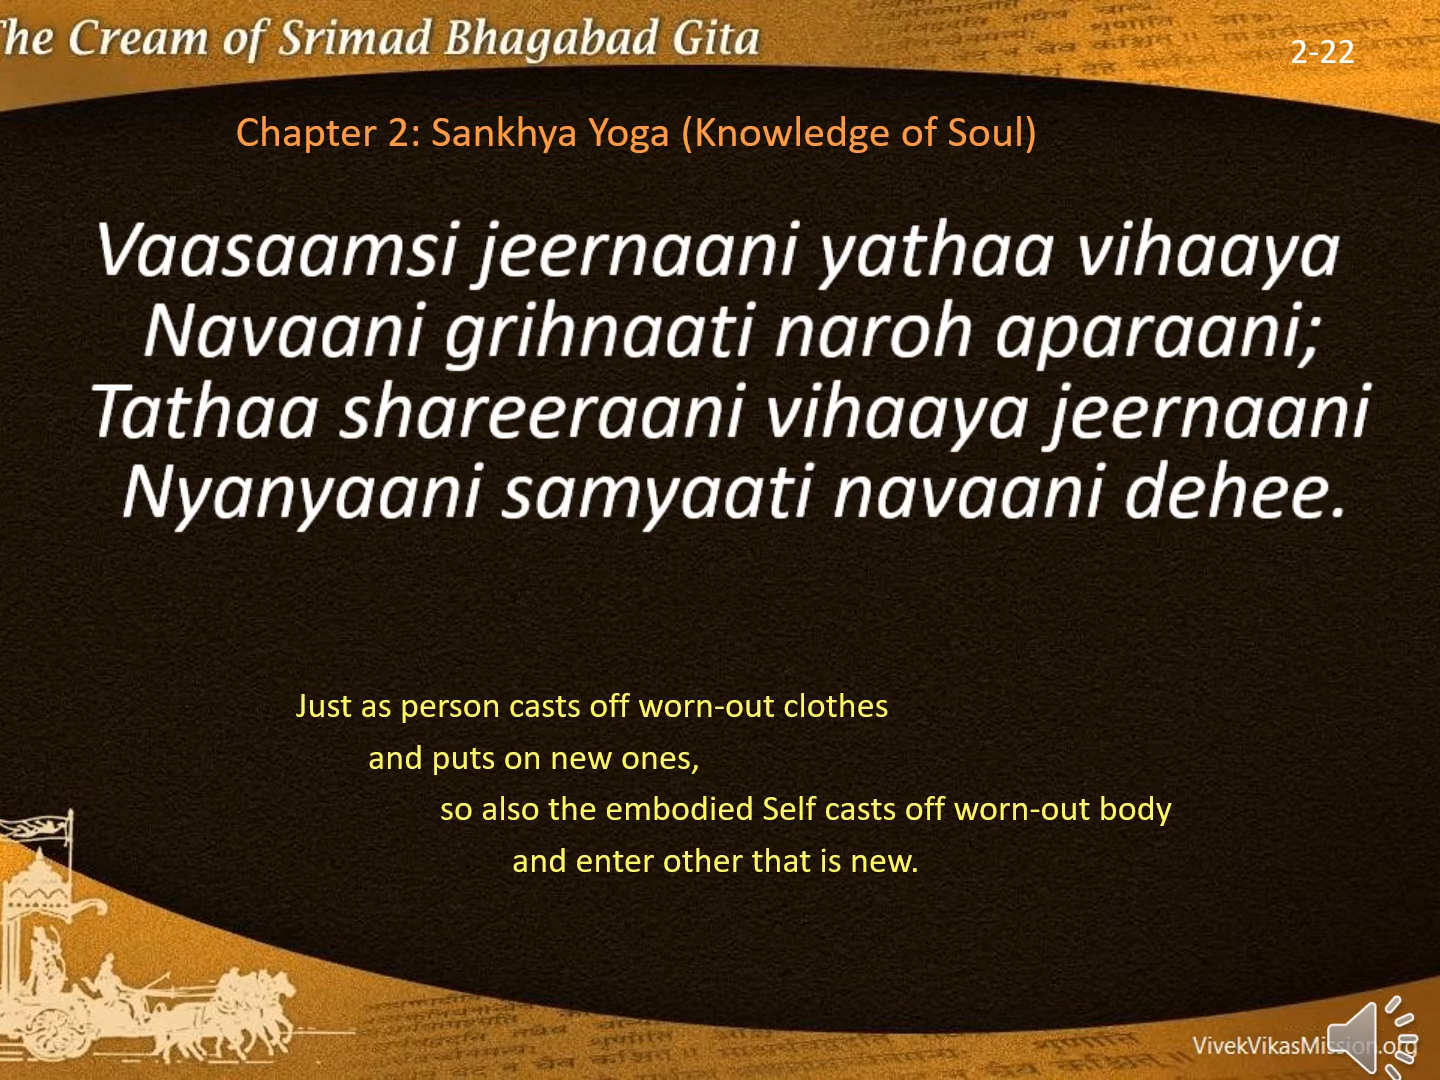 The Cream of Srimad Bhagabad Gita
2-22
Chapter 2: Sankhya Yoga (Knowledge of Soul)
Vaasaamsi jeernaani yathaa vihaaya
Navaani grihnaati naroh aparaani;
Tathaa shareeraani vihaaya jeernaani
Nyanyaani samyaati navaani dehee.
Just as person casts off worn-out clothes
and puts on new ones,
so also the embodied Self casts off worn-out body
and enter other that is new.
VivekVikasMission.org